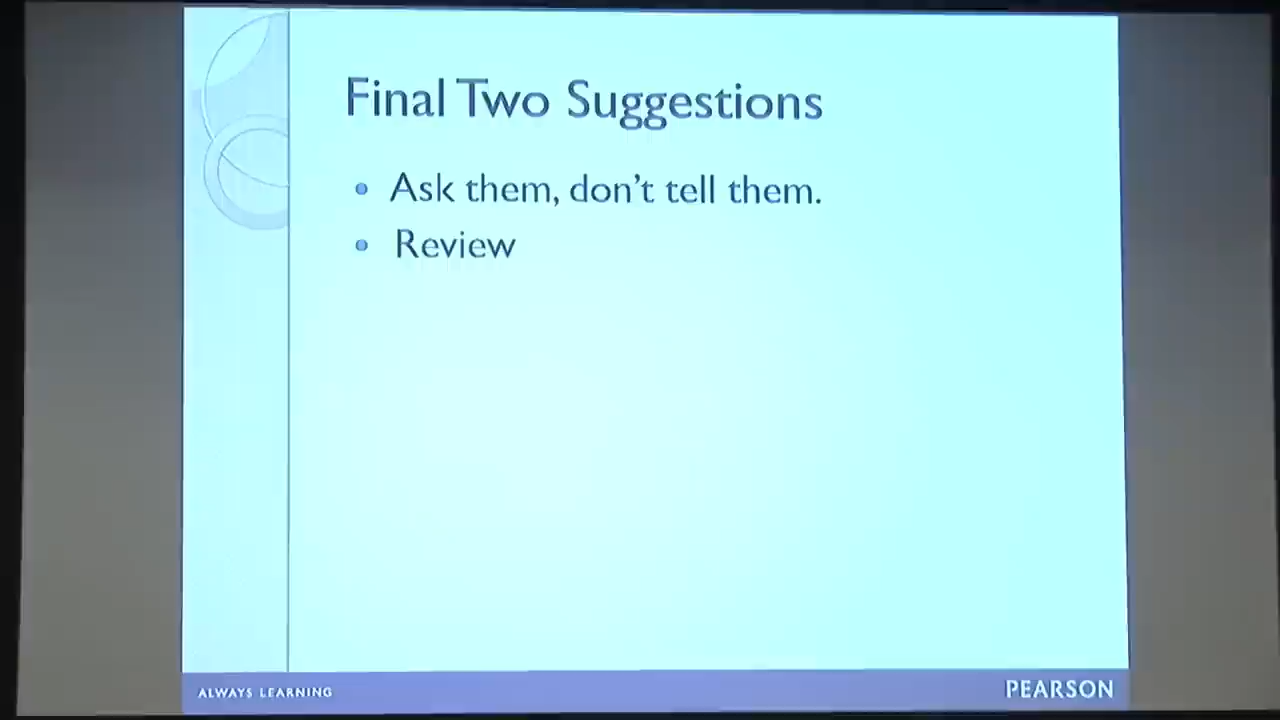 Final Two Suggestions
Ask them, don't tell them.
Review
ALWAYS LEARNING
PEARSON